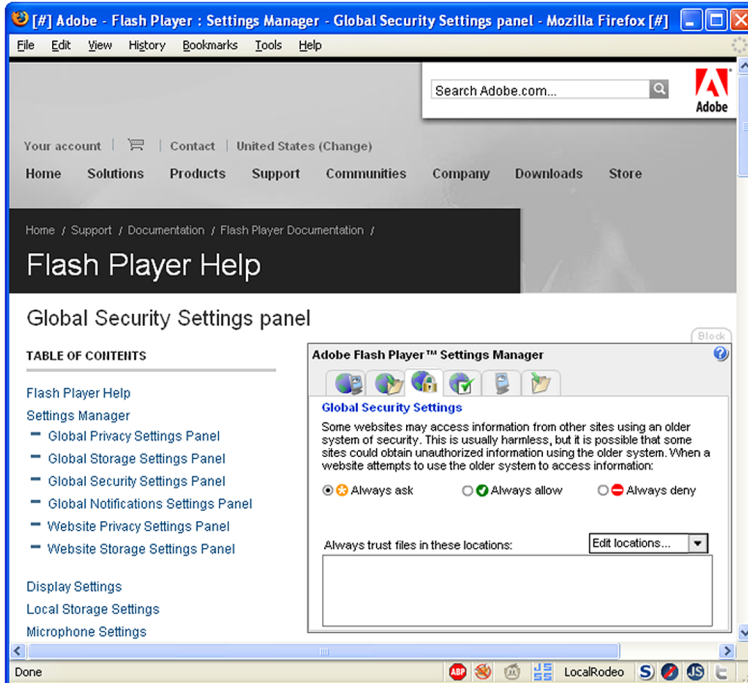 [#] Adobe - Flash Player : Settings Manager - Global Security Settings panel - Mozilla Firefox [#]
File Edit View History Bookmarks Tools Help
Search Adobe.com...
Adobe
Your account Contact United States (Change)
Home Solutions Products Support Communities Company Downloads Store
Home / Support / Documentation / Flash Player Documentation /
Flash Player Help
Global Security Settings panel
Block
TABLE OF CONTENTS
Flash Player Help
Settings Manager
Global Privacy Settings Panel
Global Storage Settings Panel
Global Security Settings Panel
Global Notifications Settings Panel
Website Privacy Settings Panel
Website Storage Settings Panel
Display Settings
Local Storage Settings
Microphone Settings
Adobe Flash Player™ Settings Manager
?
Global Security Settings
Some websites may access information from other sites using an older
system of security. This is usually harmless, but it is possible that some
sites could obtain unauthorized information using the older system. When a
website attempts to use the older system to access information:
Always ask Always allow Always deny
Always trust files in these locations: Edit locations...
Done ABP JS SS LocalRodeo S JS t